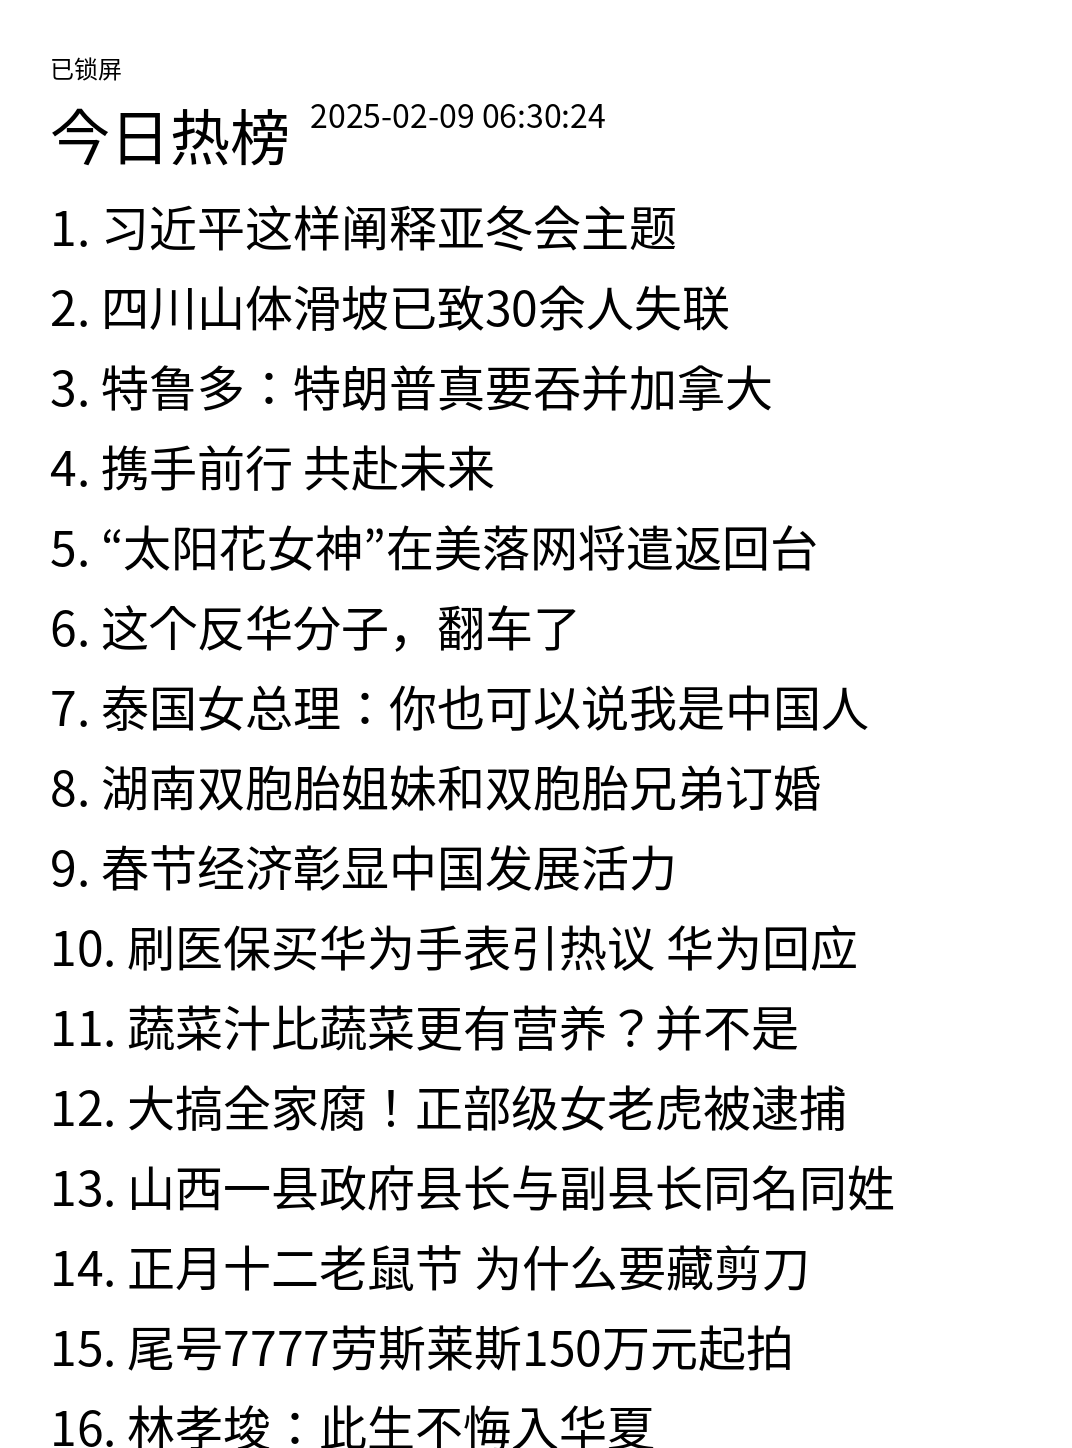 已锁屏
今日热榜 2025-02-09 06:30:24
1. 习近平这样阐释亚冬会主题
2. 四川山体滑坡已致30余人失联
3. 特鲁多：特朗普真要吞并加拿大
4. 携手前行 共赴未来
5. “太阳花女神”在美落网将遣返回台
6. 这个反华分子，翻车了
7. 泰国女总理：你也可以说我是中国人
8. 湖南双胞胎姐妹和双胞胎兄弟订婚
9. 春节经济彰显中国发展活力
10. 刷医保买华为手表引热议 华为回应
11. 蔬菜汁比蔬菜更有营养？并不是
12. 大搞全家腐！正部级女老虎被逮捕
13. 山西一县政府县长与副县长同名同姓
14. 正月十二老鼠节 为什么要藏剪刀
15. 尾号7777劳斯莱斯150万元起拍
16. 林孝埈：此生不悔入华夏